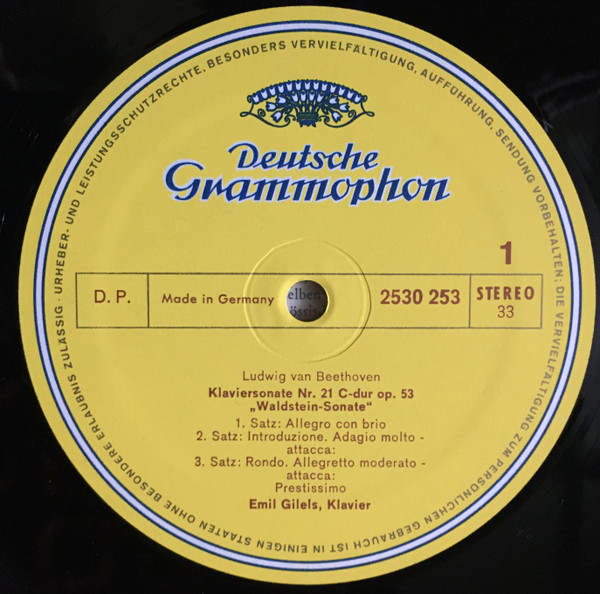 URHEBER- UND LEISTUNGSSCHUTZRECHTE, BESONDERS VERVIELFÄLTIGUNG, AUFFÜHRUNG, SENDUNG VORBEHALTEN; DIE VERVIELFÄLTIGUNG ZUM PERSÖNLICHEN GEBRAUCH IST IN EINIGEN STAATEN OHNE BESONDERE ERLAUBNIS ZULÄSSIG ·
Deutsche
Grammophon
1
D. P.
Made in Germany
2530 253
STEREO
33
Ludwig van Beethoven
Klaviersonate Nr. 21 C-dur op. 53
„Waldstein-Sonate“
1. Satz: Allegro con brio
2. Satz: Introduzione. Adagio molto -
attacca:
3. Satz: Rondo. Allegretto moderato -
attacca:
Prestissimo
Emil Gilels, Klavier